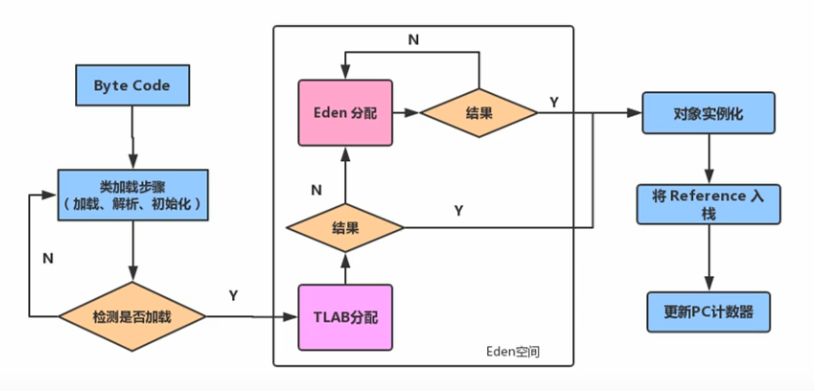 Byte Code
类加载步骤
（加载、解析、初始化）
N
检测是否加载
Y
N
Eden 分配
结果
Y
N
结果
Y
TLAB分配
Eden空间
对象实例化
将 Reference 入
栈
更新PC计数器